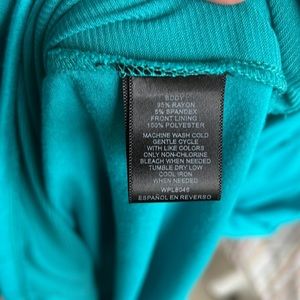 BODY
95% RAYON
5% SPANDEX
FRONT LINING
100% POLYESTER
MACHINE WASH COLD
GENTLE CYCLE
WITH LIKE COLORS
ONLY NON-CHLORINE
BLEACH WHEN NEEDED
TUMBLE DRY LOW
COOL IRON
WHEN NEEDED
WPL8046
ESPAÑOL EN REVERSO